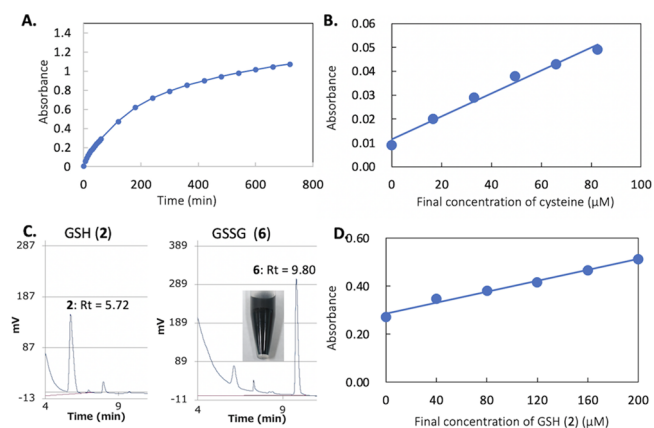 A.
Absorbance
1.4
1.2
1
0.8
0.6
0.4
0.2
0
0 200 400 600 800
Time (min)
B.
Absorbance
0.06
0.05
0.04
0.03
0.02
0.01
0.00
0 20 40 60 80 100
Final concentration of cysteine (µM)
C.
GSH (2)
287
187
87
-13
mV
2: Rt = 5.72
4 9
Time (min)
GSSG (6)
389
289
189
89
-11
mV
6: Rt = 9.80
4 9
Time (min)
D.
Absorbance
0.60
0.40
0.20
0.00
0 40 80 120 160 200
Final concentration of GSH (2) (µM)